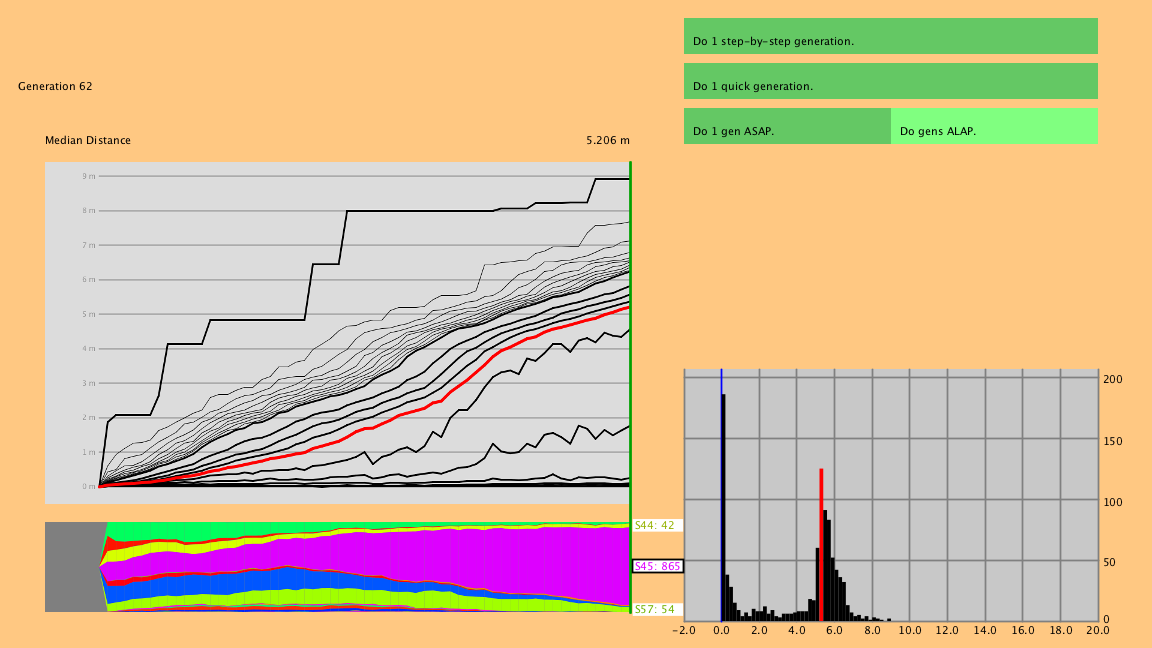 Do 1 step-by-step generation.
Generation 62
Do 1 quick generation.
Do 1 gen ASAP.
Do gens ALAP.
Median Distance
5.206 m
9 m
8 m
7 m
6 m
5 m
4 m
3 m
2 m
1 m
0 m
S44: 42
S45: 865
S57: 54
200
150
100
50
0
-2.0 0.0 2.0 4.0 6.0 8.0 10.0 12.0 14.0 16.0 18.0 20.0